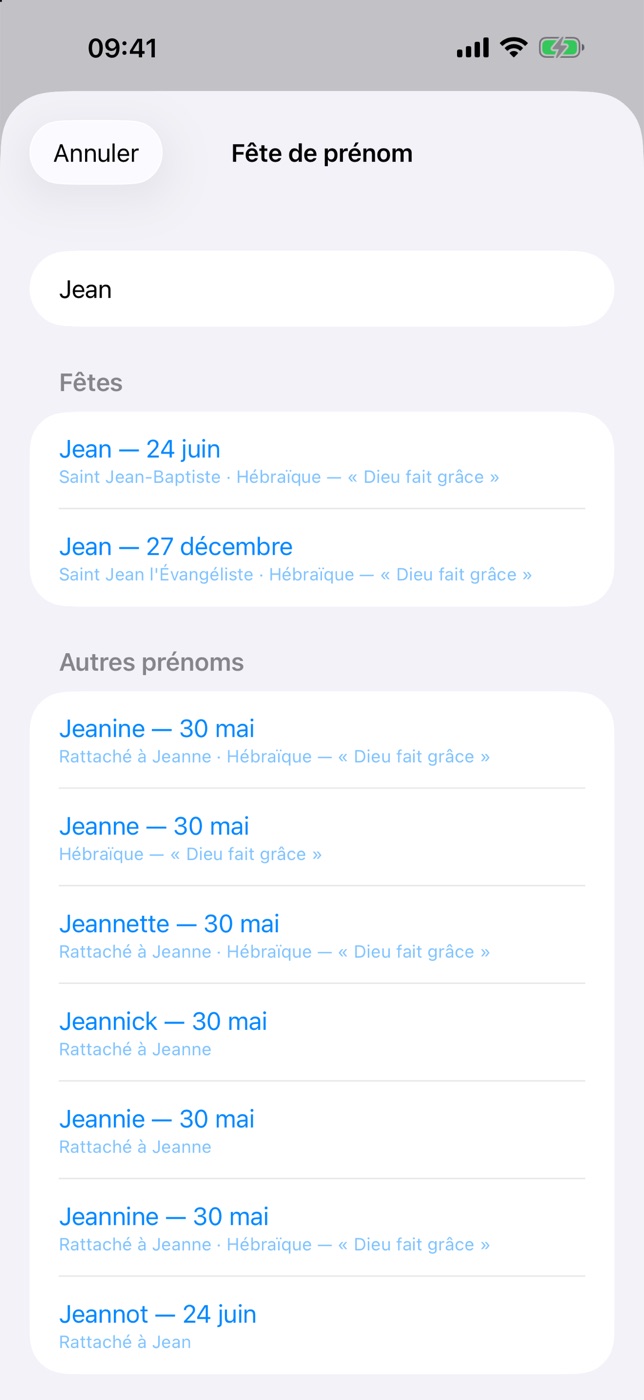 09:41
Annuler
Fête de prénom
Jean
Fêtes
Jean — 24 juin
Saint Jean-Baptiste · Hébraïque — « Dieu fait grâce »
Jean — 27 décembre
Saint Jean l'Évangéliste · Hébraïque — « Dieu fait grâce »
Autres prénoms
Jeanine — 30 mai
Rattaché à Jeanne · Hébraïque — « Dieu fait grâce »
Jeanne — 30 mai
Hébraïque — « Dieu fait grâce »
Jeannette — 30 mai
Rattaché à Jeanne · Hébraïque — « Dieu fait grâce »
Jeannick — 30 mai
Rattaché à Jeanne
Jeannie — 30 mai
Rattaché à Jeanne
Jeannine — 30 mai
Rattaché à Jeanne · Hébraïque — « Dieu fait grâce »
Jeannot — 24 juin
Rattaché à Jean